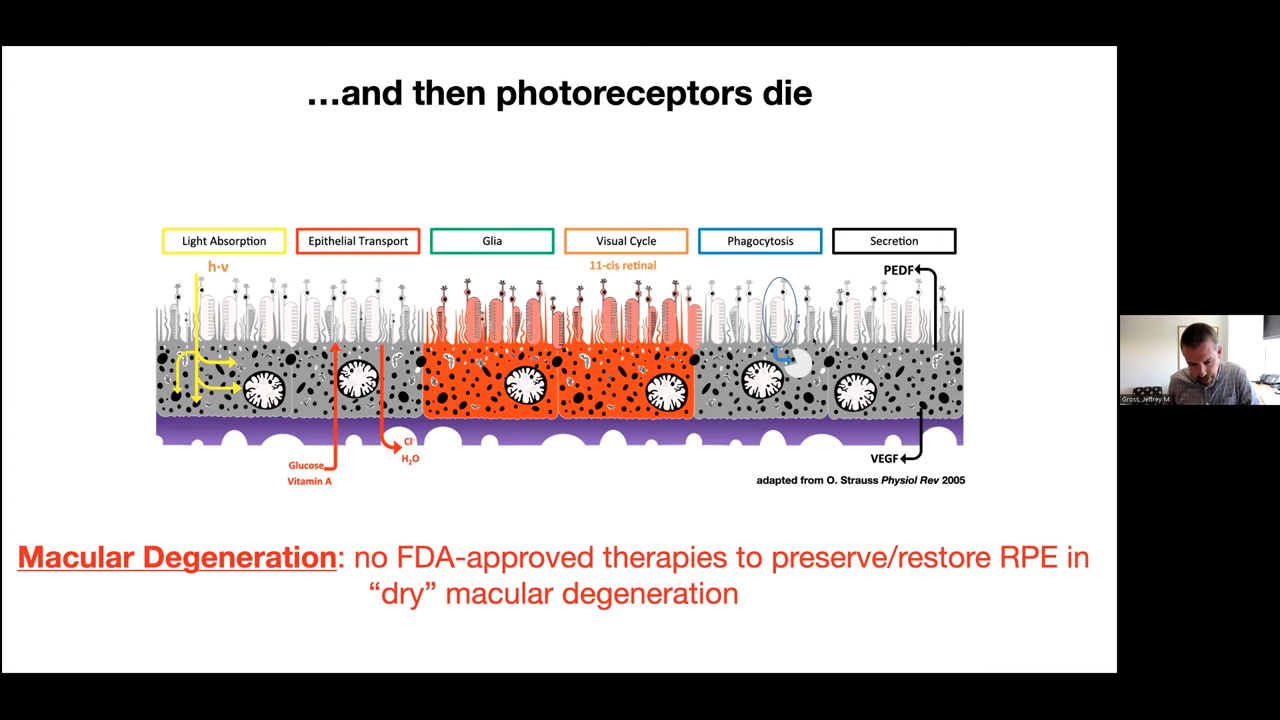 ...and then photoreceptors die
Light Absorption
Epithelial Transport
Glia
Visual Cycle
Phagocytosis
Secretion
h·ν
11-cis retinal
PEDF
Glucose
Vitamin A
Cl⁻
H₂O
VEGF
adapted from O. Strauss Physiol Rev 2005
Macular Degeneration: no FDA-approved therapies to preserve/restore RPE in
“dry” macular degeneration
Gross, Jeffrey M